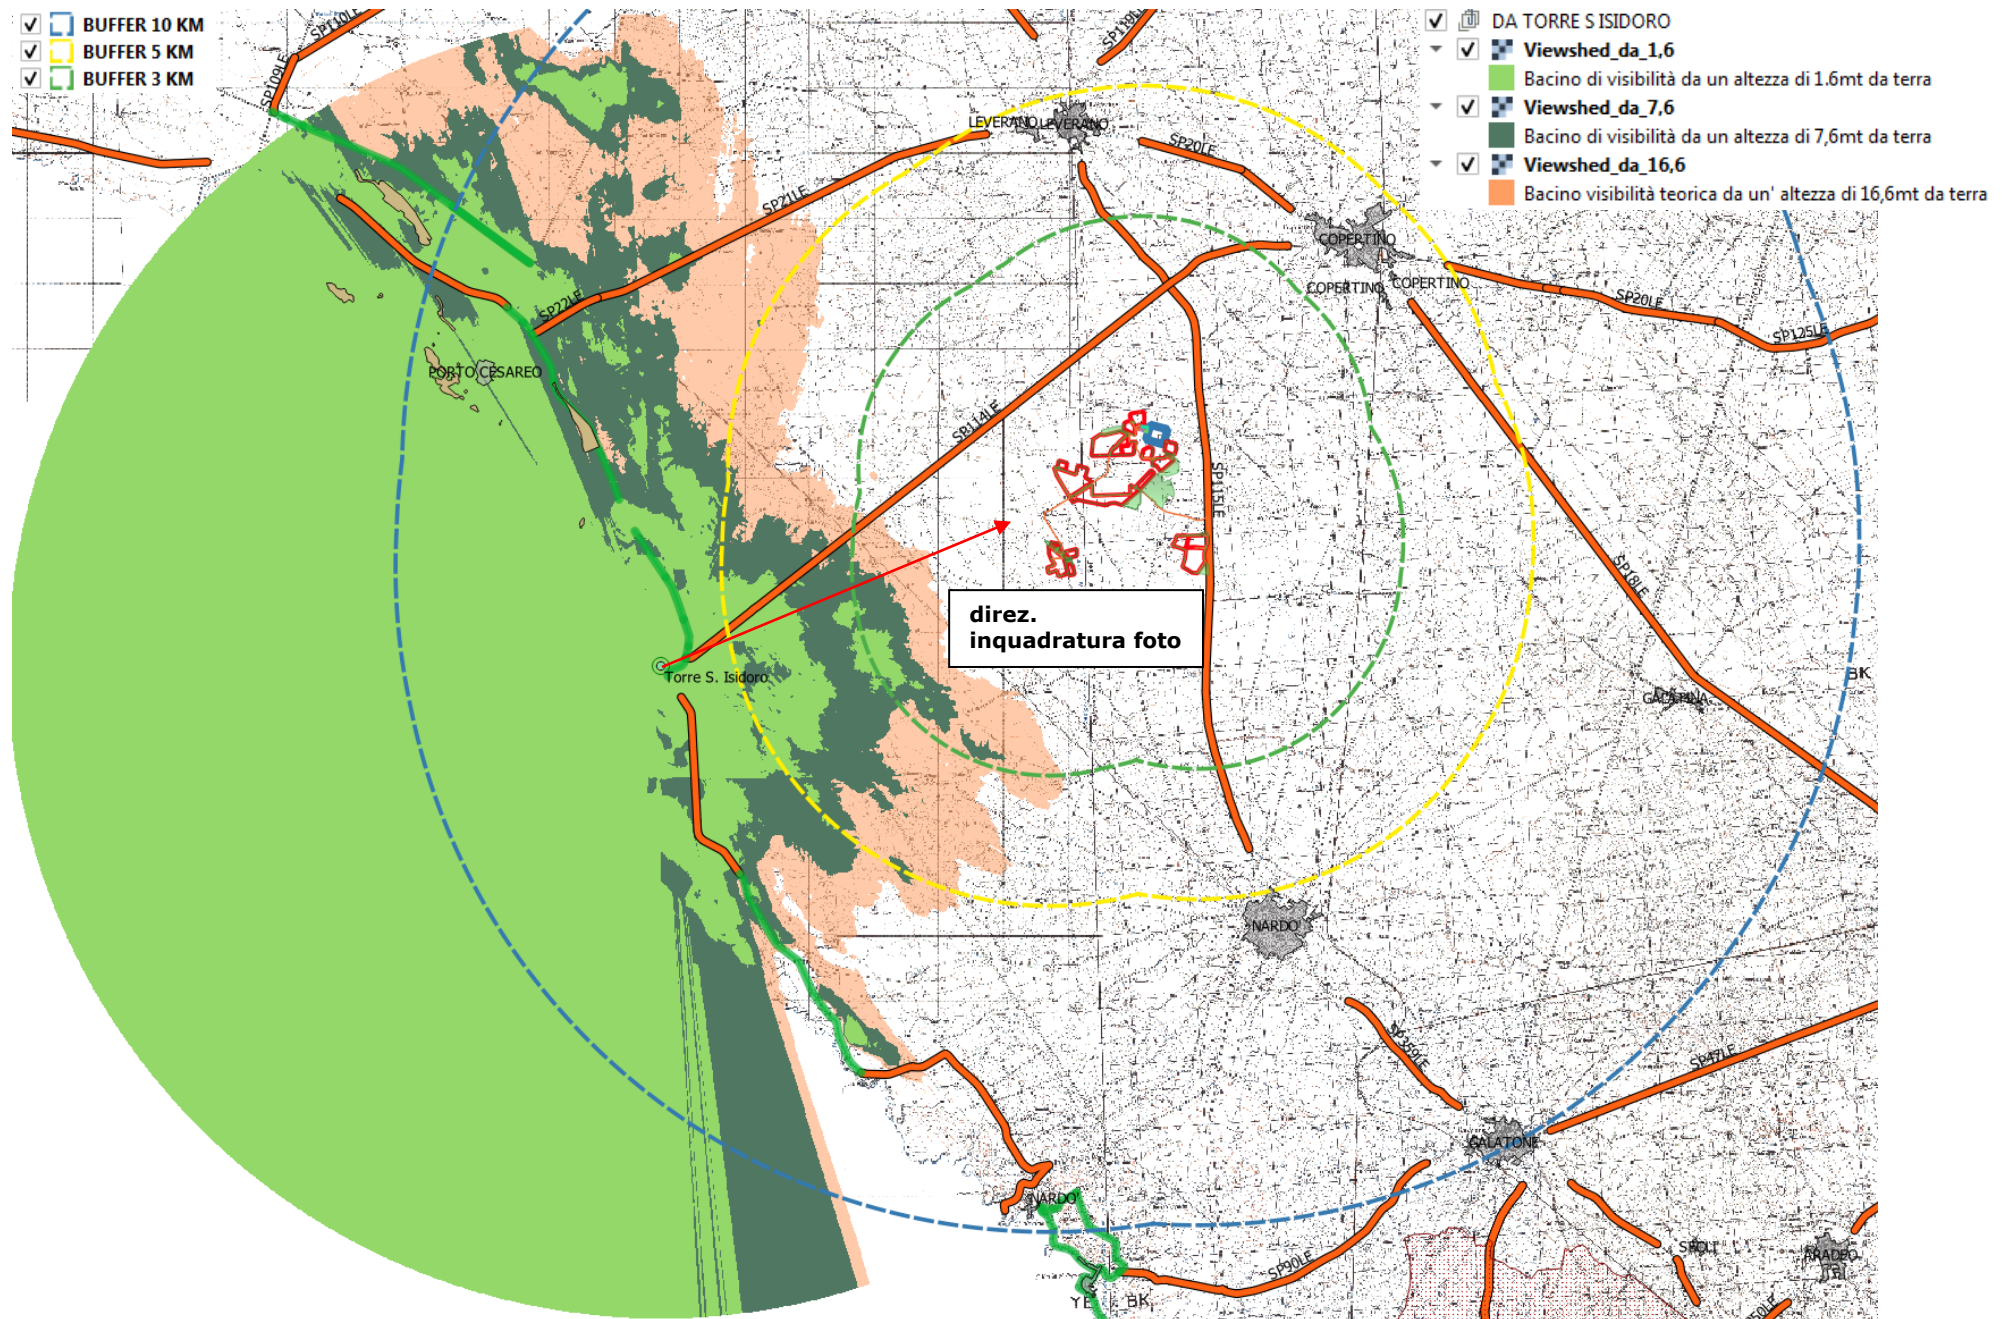 BUFFER 10 KM
BUFFER 5 KM
BUFFER 3 KM
DA TORRE S ISIDORO
Viewshed_da_1,6
Bacino di visibilità da un altezza di 1.6mt da terra
Viewshed_da_7,6
Bacino di visibilità da un altezza di 7,6mt da terra
Viewshed_da_16,6
Bacino visibilità teorica da un' altezza di 16,6mt da terra
SP110LE
SP119LE
SP109LE
LEVERANO
LEVERANO
SP20LE
SP21LE
COPERTINO
COPERTINO
COPERTINO
SP20LE
SP22LE
SP125LE
PORTO CESAREO
SP114LE
SP115LE
SP18LE
direz.
inquadratura foto
Torre S. Isidoro
BK
GALATINA
NARDO'
SP359LE
SP47LE
GALATONE
NARDO'
SP90LE
ARADEO
BK